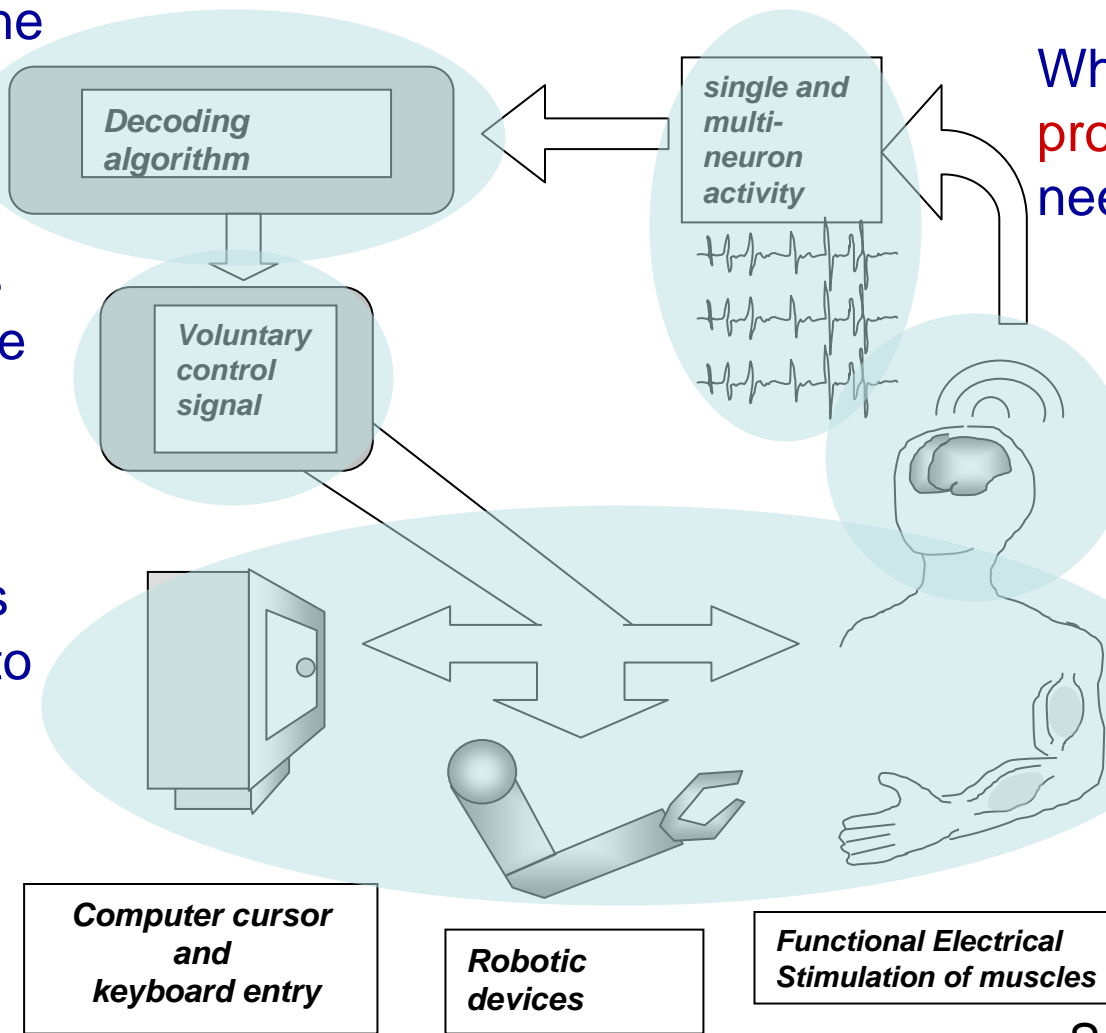 Decoding
algorithm
single and
multi-
neuron
activity
Voluntary
control
signal
to
Computer cursor
and
keyboard entry
Robotic
devices
Functional Electrical
Stimulation of muscles